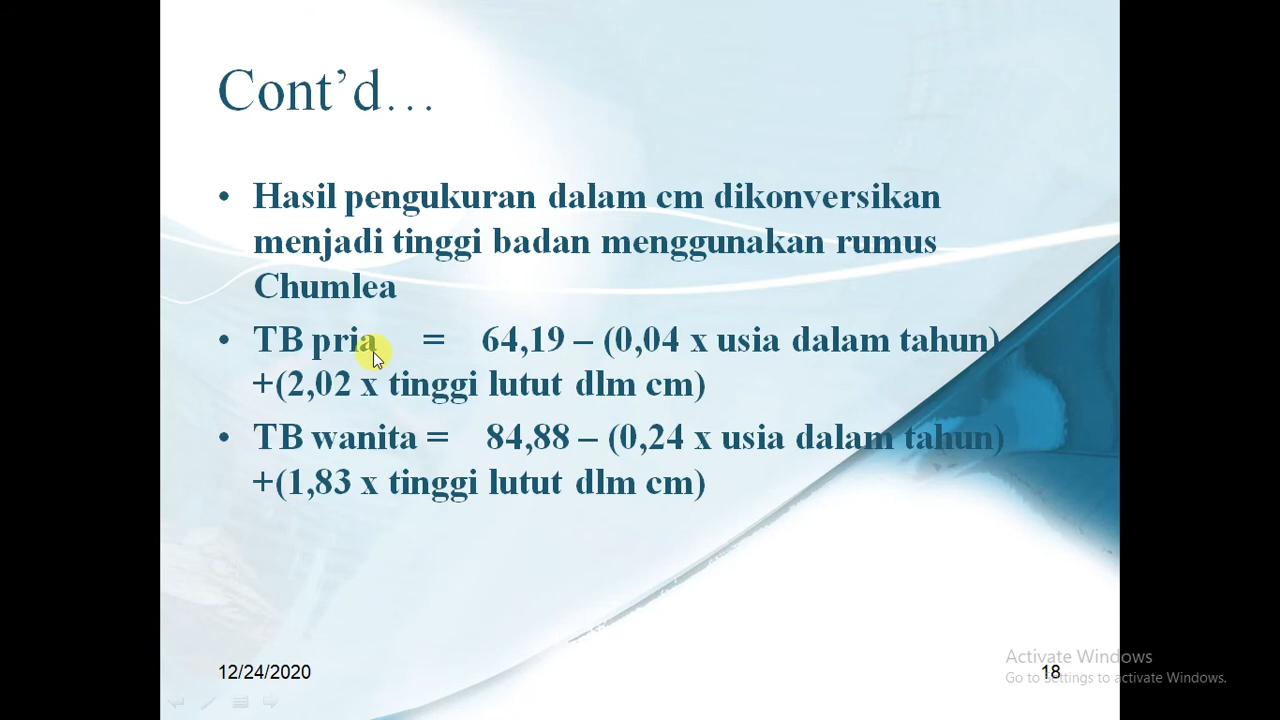 Cont’d…
• Hasil pengukuran dalam cm dikonversikan
menjadi tinggi badan menggunakan rumus
Chumlea
• TB pria = 64,19 – (0,04 x usia dalam tahun)
+(2,02 x tinggi lutut dlm cm)
• TB wanita = 84,88 – (0,24 x usia dalam tahun)
+(1,83 x tinggi lutut dlm cm)
12/24/2020
18
Activate Windows
Go to Settings to activate Windows.